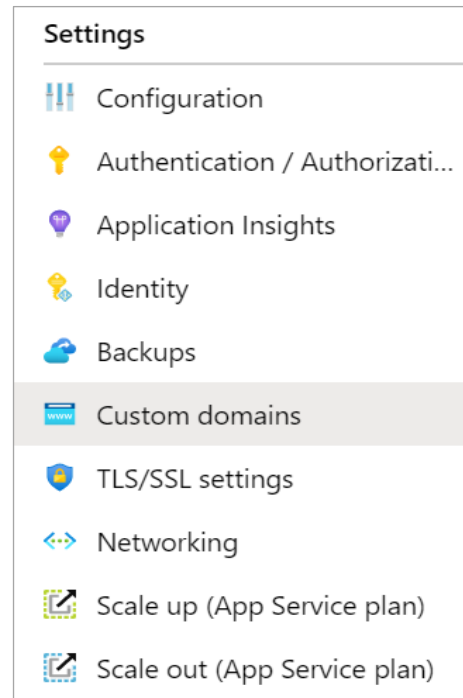 Settings
Configuration
Authentication / Authorizati...
Application Insights
Identity
Backups
www
Custom domains
TLS/SSL settings
Networking
Scale up (App Service plan)
Scale out (App Service plan)